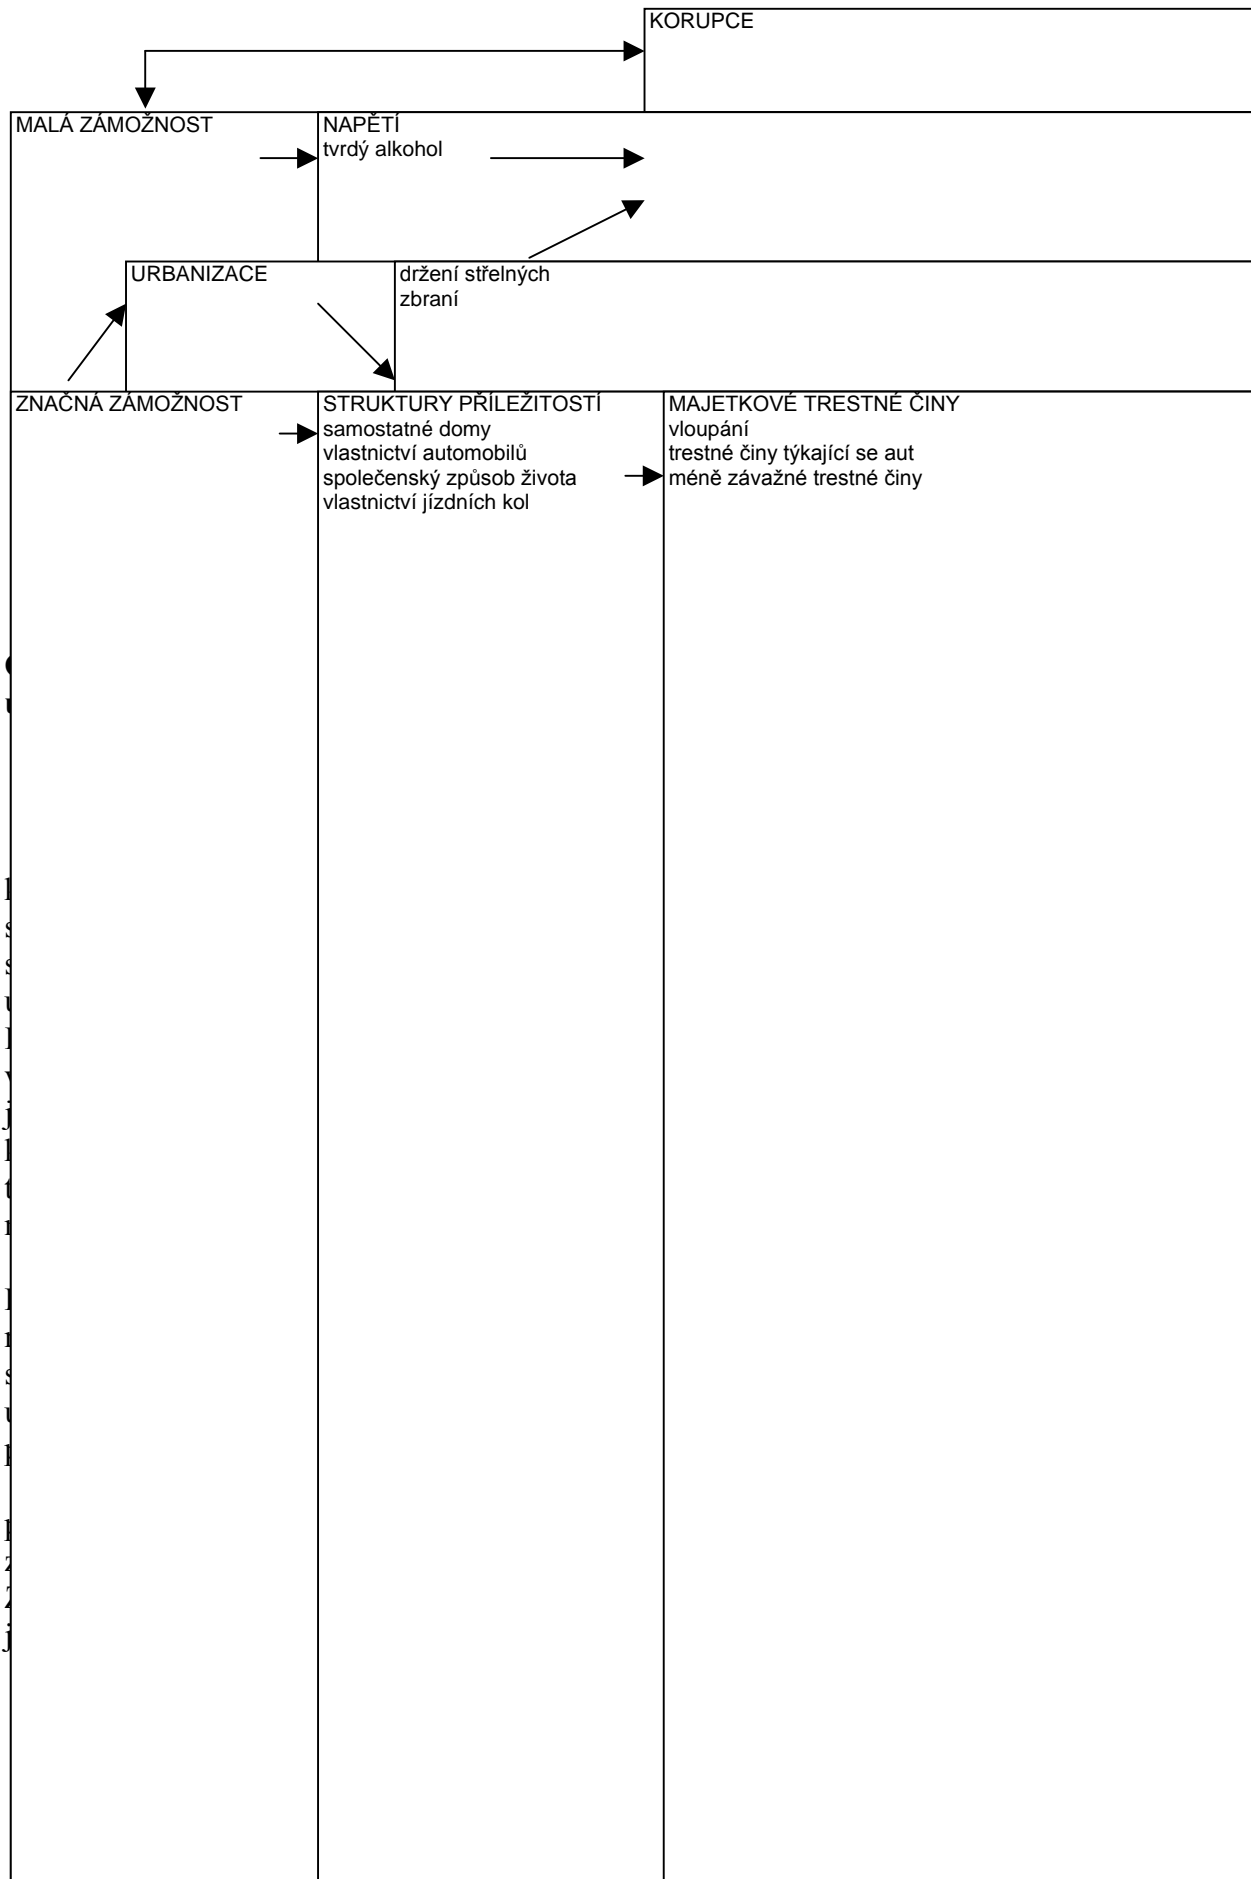 KORUPCE
MALÁ ZÁMOŽNOST
NAPĚTÍ
tvrdý alkohol
URBANIZACE
držení střelných
zbraní
ZNAČNÁ ZÁMOŽNOST
STRUKTURY PŘÍLEŽITOSTÍ
samostatné domy
vlastnictví automobilů
společenský způsob života
vlastnictví jízdních kol
MAJETKOVÉ TRESTNÉ ČINY
vloupání
trestné činy týkající se aut
méně závažné trestné činy